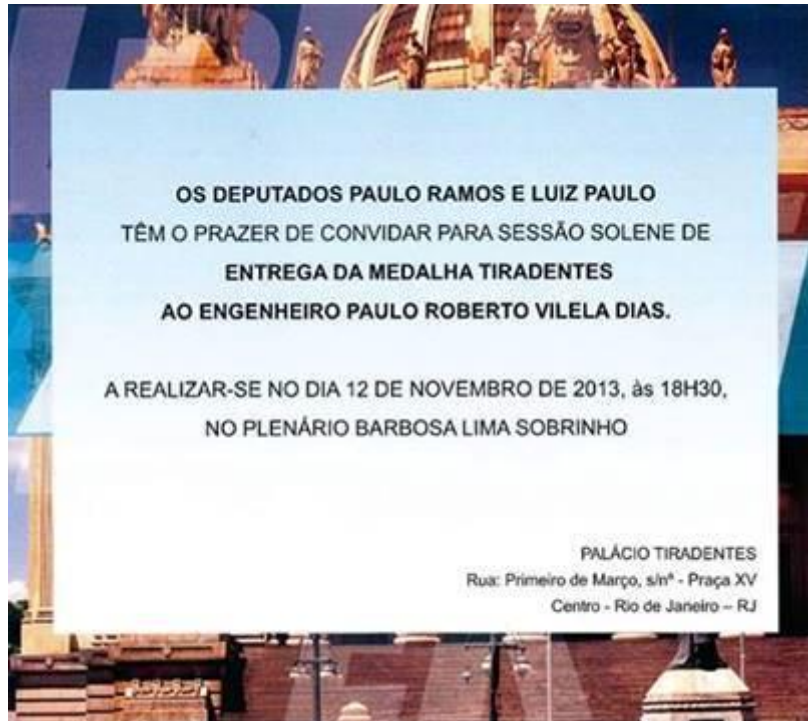 OS DEPUTADOS PAULO RAMOS E LUIZ PAULO
TÊM O PRAZER DE CONVIDAR PARA SESSÃO SOLENE DE
ENTREGA DA MEDALHA TIRADENTES
AO ENGENHEIRO PAULO ROBERTO VILELA DIAS.
A REALIZAR-SE NO DIA 12 DE NOVEMBRO DE 2013, às 18H30,
NO PLENÁRIO BARBOSA LIMA SOBRINHO
PALÁCIO TIRADENTES
Rua: Primeiro de Março, s/nº - Praça XV
Centro - Rio de Janeiro – RJ